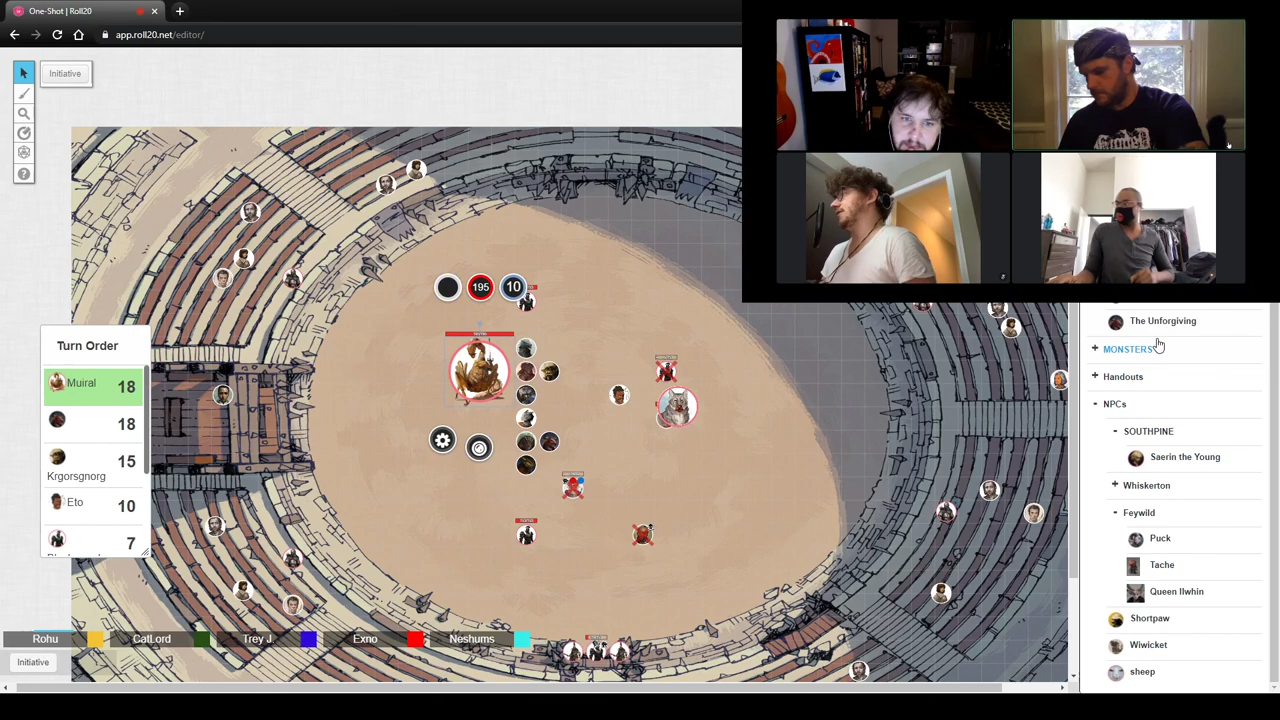 One-Shot | Roll20
app.roll20.net/editor/
Initiative
195
10
Turn Order
Muiral 18
18
15
Krgorsgnorg
Eto 10
7
The Unforgiving
MONSTERS
Handouts
NPCs
SOUTHPINE
Saerin the Young
Whiskerton
Feywild
Puck
Tache
Queen Ilwhin
Shortpaw
Wiwicket
sheep
Rohu
CatLord
Trey J.
Exno
Neshums
Initiative